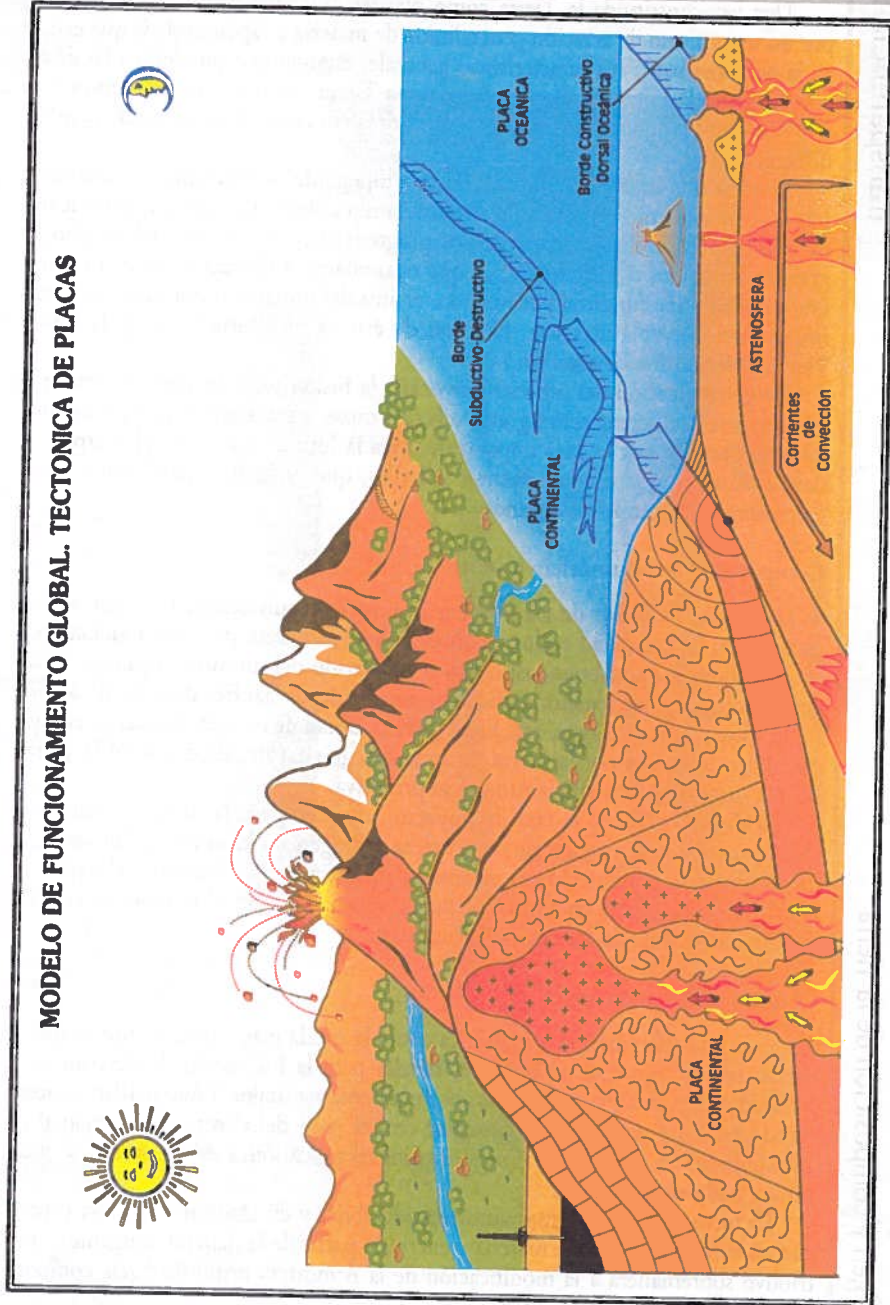 MODELO DE FUNCIONAMIENTO GLOBAL. TECTONICA DE PLACAS
PLACA
OCEANICA
Borde
Subductivo-Destructivo
Borde Constructivo
Dorsal Oceánica
PLACA
CONTINENTAL
ASTENOSFERA
Corrientes
de
Convección
PLACA
CONTINENTAL